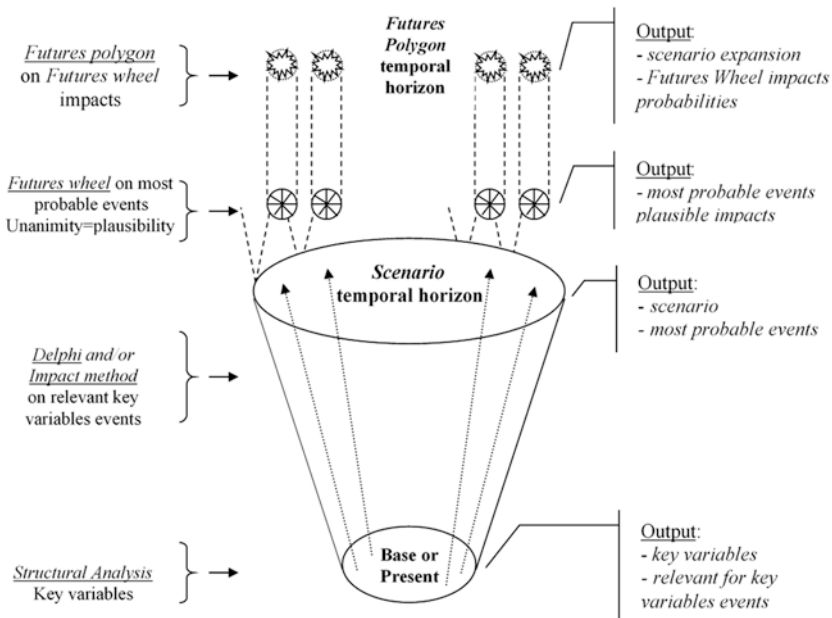 Futures polygon
on Futures wheel
impacts
Futures
Polygon
temporal
horizon
Output:
- scenario expansion
- Futures Wheel impacts
probabilities
Futures wheel on most
probable events
Unanimity=plausibility
Output:
- most probable events
plausible impacts
Scenario
temporal horizon
Output:
- scenario
- most probable events
Delphi and/or
Impact method
on relevant key
variables events
Structural Analysis
Key variables
Base or
Present
Output:
- key variables
- relevant for key
variables events